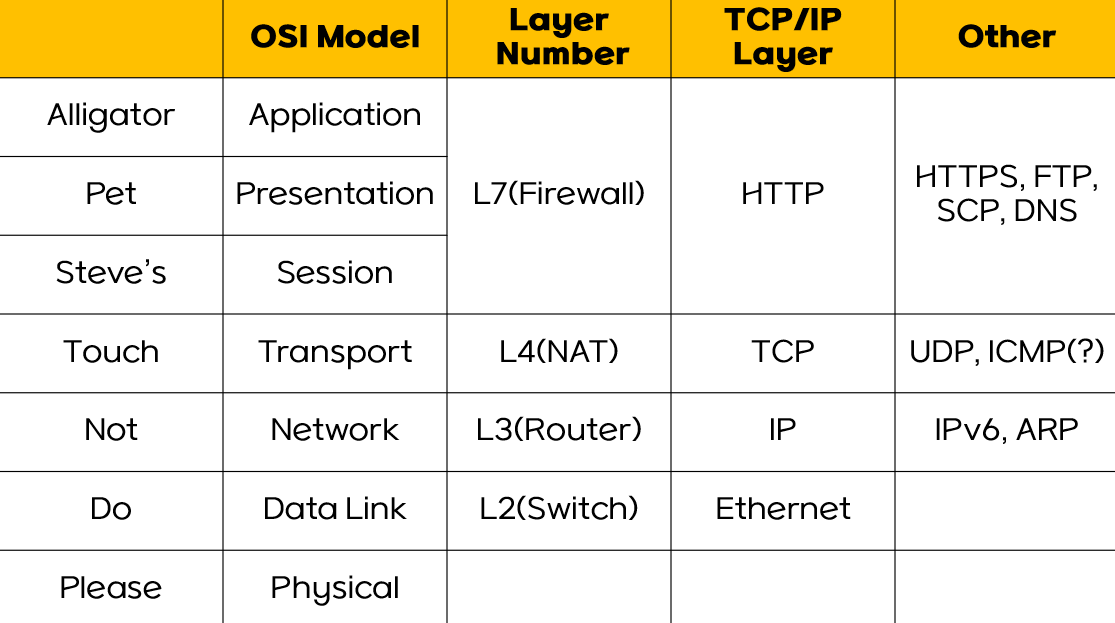 OSI Model
Layer
Number
TCP/IP
Layer
Other
Alligator
Application
Pet
Presentation
L7(Firewall)
HTTP
HTTPS, FTP,
SCP, DNS
Steve’s
Session
Touch
Transport
L4(NAT)
TCP
UDP, ICMP(?)
Not
Network
L3(Router)
IP
IPv6, ARP
Do
Data Link
L2(Switch)
Ethernet
Please
Physical